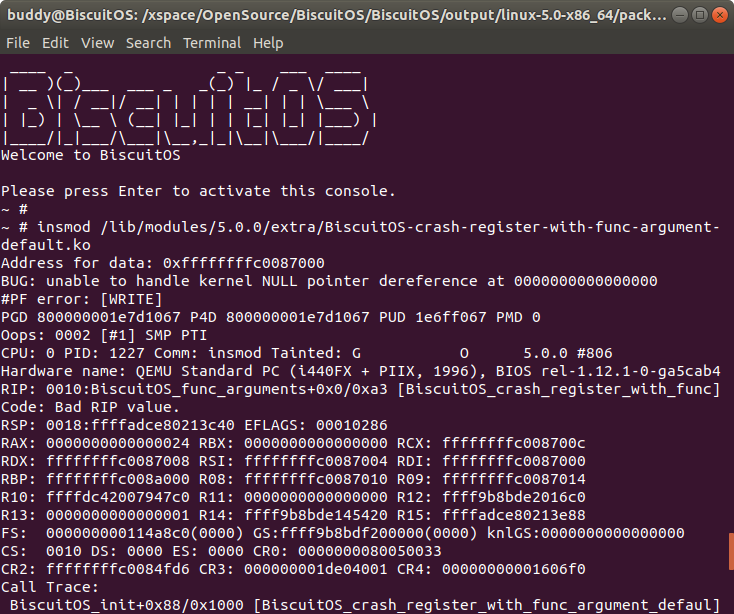 buddy@BiscuitOS: /xspace/OpenSource/BiscuitOS/BiscuitOS/output/linux-5.0-x86_64/pack...
File Edit View Search Terminal Help
BiscuitOS
Welcome to BiscuitOS
Please press Enter to activate this console.
~ #
~ # insmod /lib/modules/5.0.0/extra/BiscuitOS-crash-register-with-func-argument-
default.ko
Address for data: 0xffffffffc0087000
BUG: unable to handle kernel NULL pointer dereference at 0000000000000000
#PF error: [WRITE]
PGD 800000001e7d1067 P4D 800000001e7d1067 PUD 1e6ff067 PMD 0
Oops: 0002 [#1] SMP PTI
CPU: 0 PID: 1227 Comm: insmod Tainted: G           O      5.0.0 #806
Hardware name: QEMU Standard PC (i440FX + PIIX, 1996), BIOS rel-1.12.1-0-ga5cab4
RIP: 0010:BiscuitOS_func_arguments+0x0/0xa3 [BiscuitOS_crash_register_with_func]
Code: Bad RIP value.
RSP: 0018:ffffadce80213c40 EFLAGS: 00010286
RAX: 0000000000000024 RBX: 0000000000000000 RCX: ffffffffc008700c
RDX: ffffffffc0087008 RSI: ffffffffc0087004 RDI: ffffffffc0087000
RBP: ffffffffc008a000 R08: ffffffffc0087010 R09: ffffffffc0087014
R10: ffffdc42007947c0 R11: 0000000000000000 R12: ffff9b8bde2016c0
R13: 0000000000000001 R14: ffff9b8bde145420 R15: ffffadce80213e88
FS:  000000000114a8c0(0000) GS:ffff9b8bdf200000(0000) knlGS:0000000000000000
CS:  0010 DS: 0000 ES: 0000 CR0: 0000000080050033
CR2: ffffffffc0084fd6 CR3: 000000001de04001 CR4: 00000000001606f0
Call Trace:
 BiscuitOS_init+0x88/0x1000 [BiscuitOS_crash_register_with_func_argument_defaul]